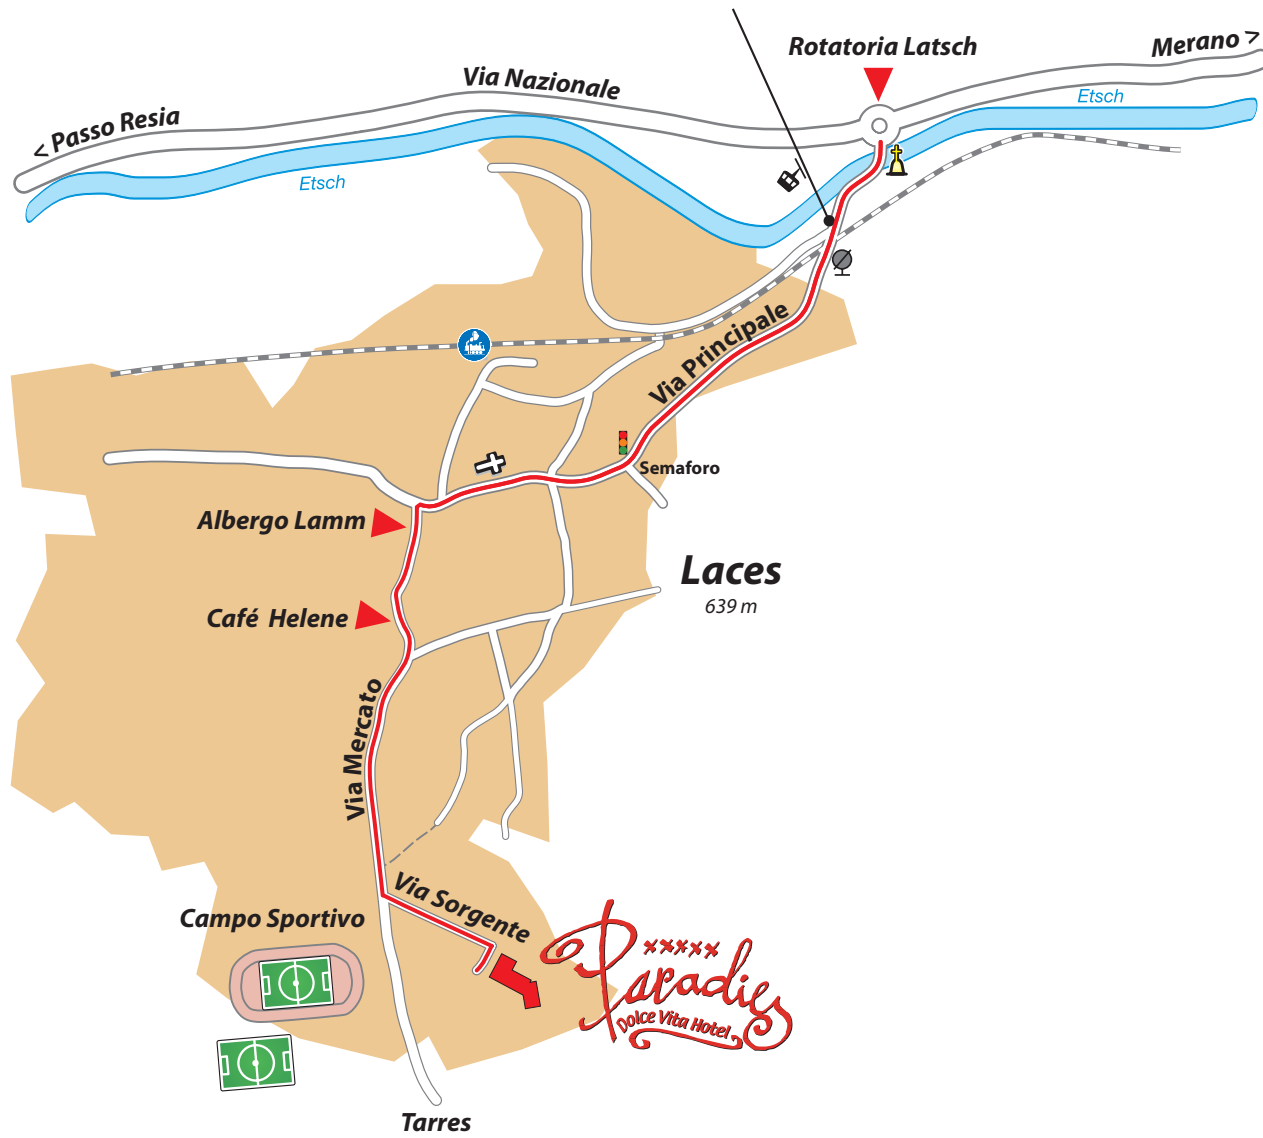 Rotatoria Latsch
Merano >
Via Nazionale
Etsch
< Passo Resia
Etsch
Via Principale
Semaforo
Albergo Lamm
Laces
639 m
Café Helene
Via Mercato
Via Sorgente
Campo Sportivo
xxxxx
Paradies
Dolce Vita Hotel
Tarres